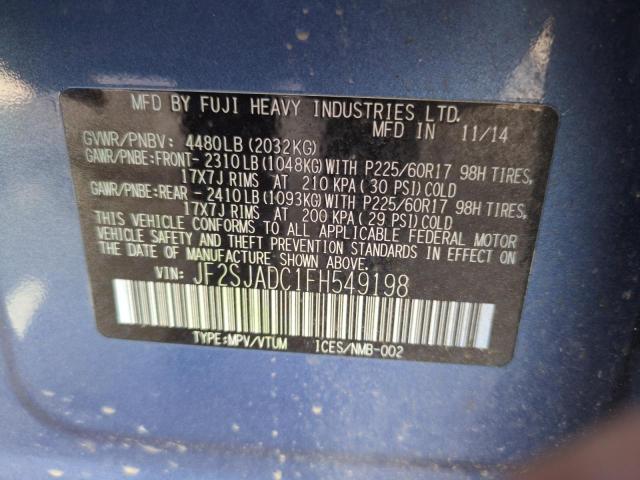 MFD BY FUJI HEAVY INDUSTRIES LTD.
MFD IN 11/14
GVWR/PNBV: 4480LB(2032KG)
GAWR/PNBE:FRONT-2310LB(1048KG)WITH P225/60R17 98H TIRES,
17X7J RIMS AT 210 KPA(30 PSI)COLD
GAWR/PNBE:REAR -2410LB(1093KG)WITH P225/60R17 98H TIRES,
17X7J RIMS AT 200 KPA(29 PSI)COLD
THIS VEHICLE CONFORMS TO ALL APPLICABLE FEDERAL MOTOR
VEHICLE SAFETY AND THEFT PREVENTION STANDARDS IN EFFECT ON
THE DATE OF MANUFACTURE SHOWN ABOVE.
VIN: JF2SJADC1FH549198
TYPE:MPV/VTUM ICES/NMB-002